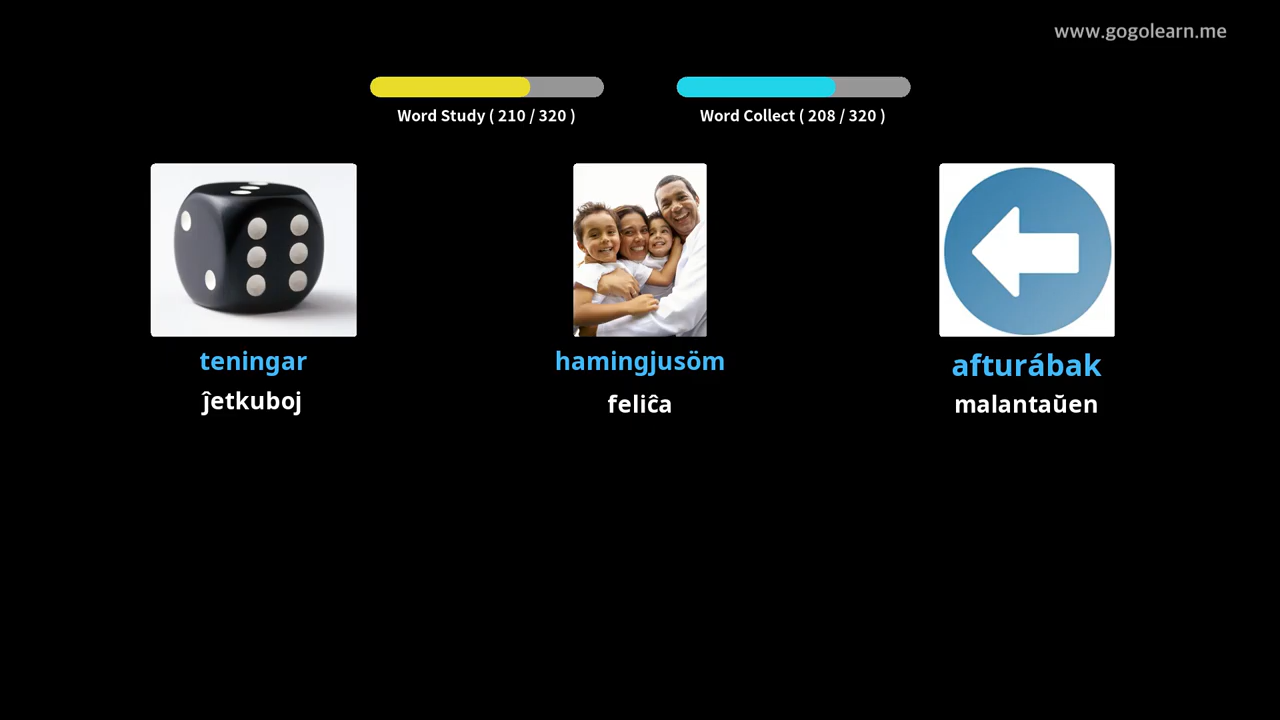 www.gogolearn.me
Word Study ( 210 / 320 )
Word Collect ( 208 / 320 )
teningar
hamingjusöm
afturábak
ĵetkuboj
feliĉa
malantaŭen